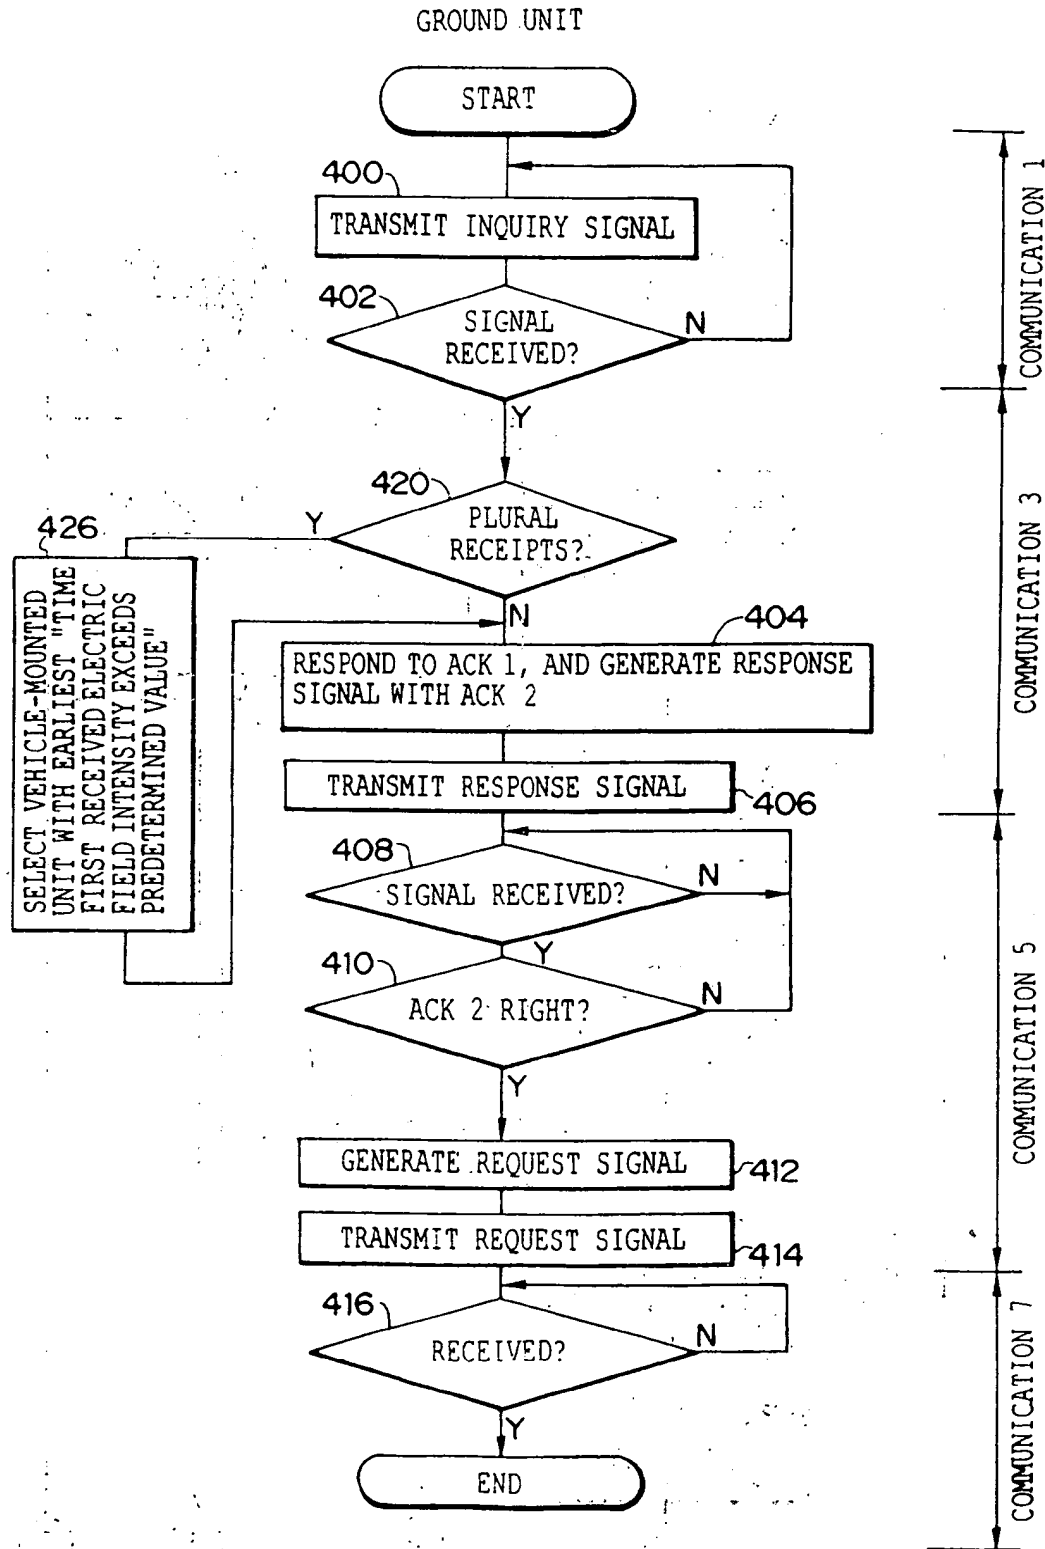 GROUND UNIT
START
400
TRANSMIT INQUIRY SIGNAL
402
SIGNAL
RECEIVED?
N
Y
COMMUNICATION 1
420
PLURAL
RECEIPTS?
Y
N
426
SELECT VEHICLE-MOUNTED
UNIT WITH EARLIEST "TIME
FIRST RECEIVED ELECTRIC
FIELD INTENSITY EXCEEDS
PREDETERMINED VALUE"
404
RESPOND TO ACK 1, AND GENERATE RESPONSE
SIGNAL WITH ACK 2
TRANSMIT RESPONSE SIGNAL
406
COMMUNICATION 3
408
SIGNAL RECEIVED?
N
Y
410
ACK 2 RIGHT?
N
Y
GENERATE REQUEST SIGNAL
412
TRANSMIT REQUEST SIGNAL
414
COMMUNICATION 5
416
RECEIVED?
N
Y
END
COMMUNICATION 7